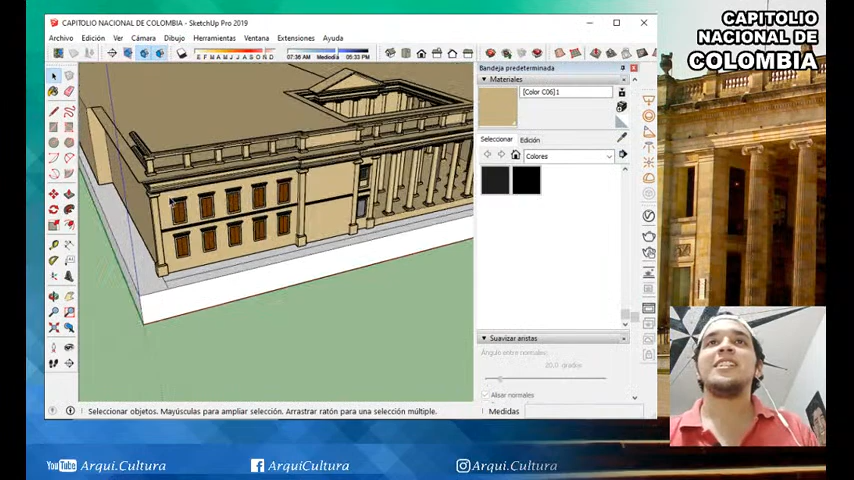 CAPITOLIO NACIONAL DE COLOMBIA - SketchUp Pro 2019
Archivo Edición Ver Cámara Dibujo Herramientas Ventana Extensiones Ayuda
E F M A M J J A S O N D 07:36 AM Mediodía 05:33 PM
Bandeja predeterminada
Materiales
[Color C06]1
Seleccionar Edición
Colores
Suavizar aristas
Ángulo entre normales:
20.0 grados
Alisar normales
Seleccionar objetos. Mayúsculas para ampliar selección. Arrastrar ratón para una selección múltiple.
Medidas
CAPITOLIO
NACIONAL DE
COLOMBIA
YouTube Arqui.Cultura
ArquiCultura
Arqui.Cultura